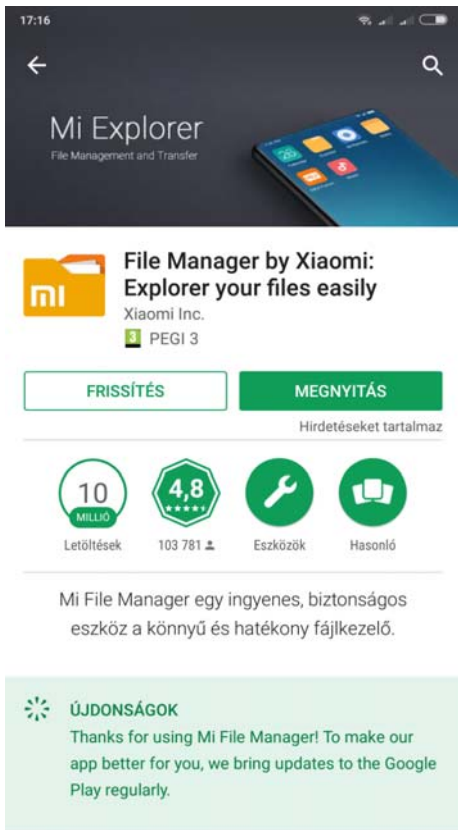 17:16
Mi Explorer
File Management and Transfer
mi
File Manager by Xiaomi:
Explorer your files easily
Xiaomi Inc.
3 PEGI 3
FRISSÍTÉS
MEGNYITÁS
Hirdetéseket tartalmaz
10
MILLIÓ
Letöltések
4,8
103 781
Eszközök
Hasonló
Mi File Manager egy ingyenes, biztonságos
eszköz a könnyű és hatékony fájlkezelő.
ÚJDONSÁGOK
Thanks for using Mi File Manager! To make our
app better for you, we bring updates to the Google
Play regularly.